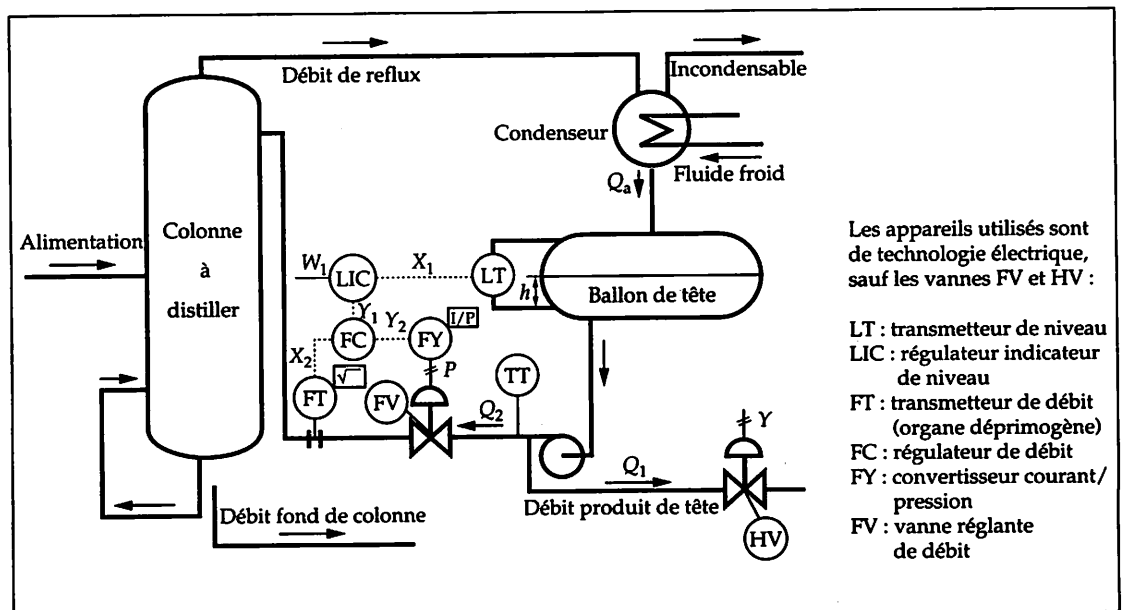 Débit de reflux
Incondensable
Condenseur
Fluide froid
Qa
Alimentation
Colonne
à
distiller
W1
LIC
X1
LT
h
Ballon de tête
Y1
FC
Y2
FY
I/P
X2
√
FT
FV
P
TT
Q2
Q1
Y
Débit produit de tête
HV
Débit fond de colonne
Les appareils utilisés sont
de technologie électrique,
sauf les vannes FV et HV :
LT : transmetteur de niveau
LIC : régulateur indicateur
de niveau
FT : transmetteur de débit
(organe déprimogène)
FC : régulateur de débit
FY : convertisseur courant/
pression
FV : vanne réglante
de débit